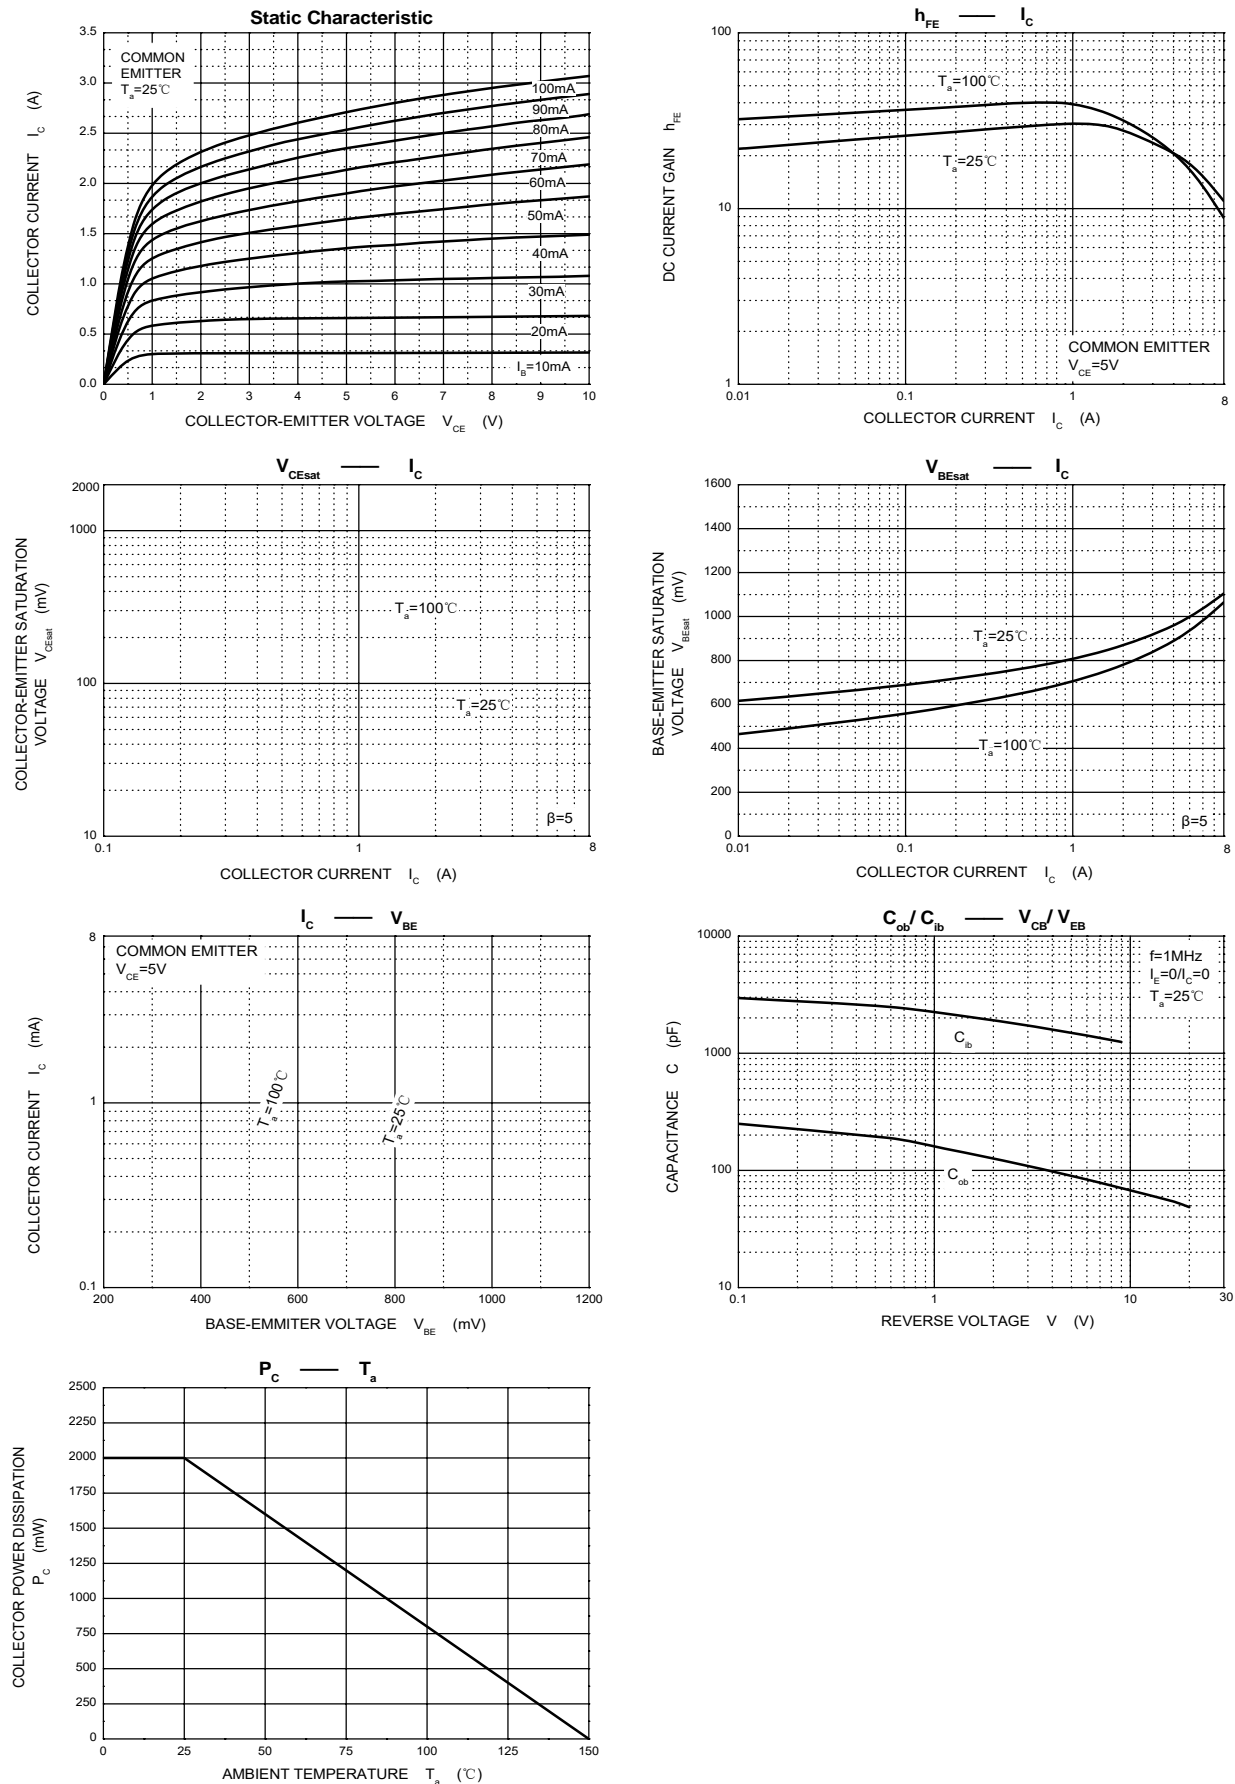 Static Characteristic
3.5
3.0
2.5
2.0
1.5
1.0
0.5
0.0
COMMON
EMITTER
Ta=25℃
100mA
90mA
80mA
70mA
60mA
50mA
40mA
30mA
20mA
IB=10mA
0 1 2 3 4 5 6 7 8 9 10
COLLECTOR CURRENT IC (A)
COLLECTOR-EMITTER VOLTAGE VCE (V)
hFE —— IC
100
10
1
Ta=100℃
Ta=25℃
COMMON EMITTER
VCE=5V
0.01 0.1 1 8
DC CURRENT GAIN hFE
COLLECTOR CURRENT IC (A)
VCEsat —— IC
2000
1000
100
10
Ta=100℃
Ta=25℃
β=5
0.1 1 8
COLLECTOR-EMITTER SATURATION
VOLTAGE VCEsat (mV)
COLLECTOR CURRENT IC (A)
VBEsat —— IC
1600
1400
1200
1000
800
600
400
200
0
Ta=25℃
Ta=100℃
β=5
0.01 0.1 1 8
BASE-EMITTER SATURATION
VOLTAGE VBEsat (mV)
COLLECTOR CURRENT IC (A)
IC —— VBE
8
1
0.1
COMMON EMITTER
VCE=5V
Ta=100℃
Ta=25℃
200 400 600 800 1000 1200
COLLCETOR CURRENT IC (mA)
BASE-EMMITER VOLTAGE VBE (mV)
Cob/ Cib —— VCB/ VEB
10000
1000
100
10
f=1MHz
IE=0/IC=0
Ta=25℃
Cib
Cob
0.1 1 10 30
CAPACITANCE C (pF)
REVERSE VOLTAGE V (V)
PC —— Ta
2500
2250
2000
1750
1500
1250
1000
750
500
250
0
0 25 50 75 100 125 150
COLLECTOR POWER DISSIPATION
PC (mW)
AMBIENT TEMPERATURE Ta (℃)